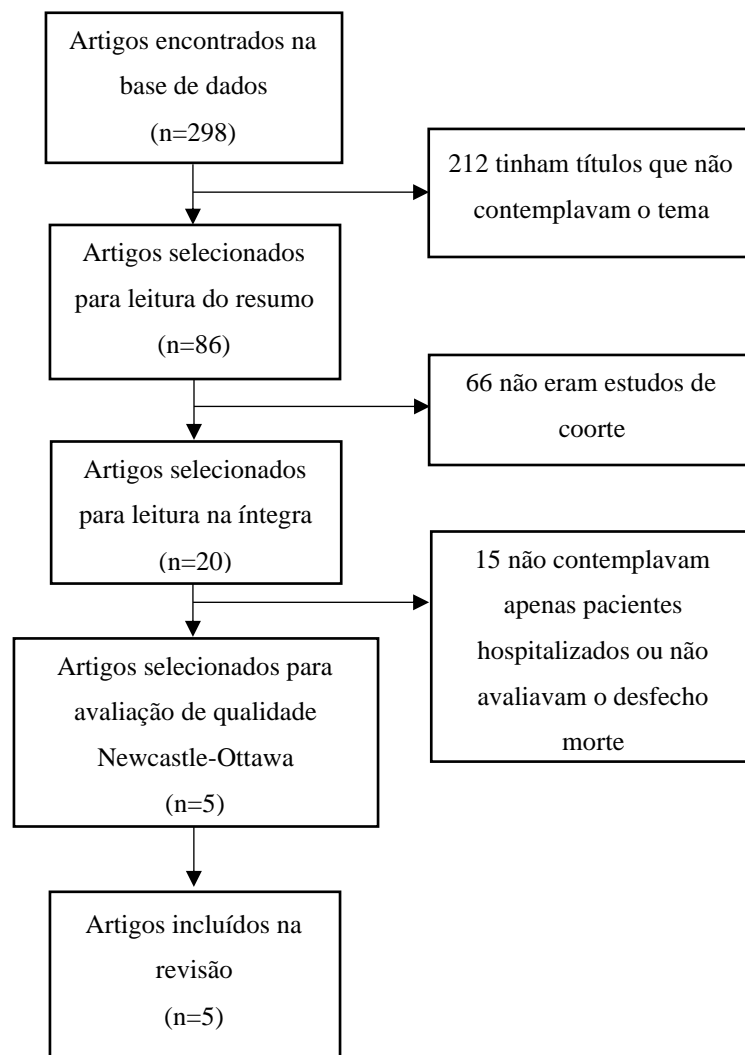 Artigos encontrados na
base de dados
(n=298)
212 tinham títulos que não
contemplavam o tema
Artigos selecionados
para leitura do resumo
(n=86)
66 não eram estudos de
coorte
Artigos selecionados
para leitura na íntegra
(n=20)
15 não contemplavam
apenas pacientes
hospitalizados ou não
avaliavam o desfecho
morte
Artigos selecionados para
avaliação de qualidade
Newcastle-Ottawa
(n=5)
Artigos incluídos na
revisão
(n=5)